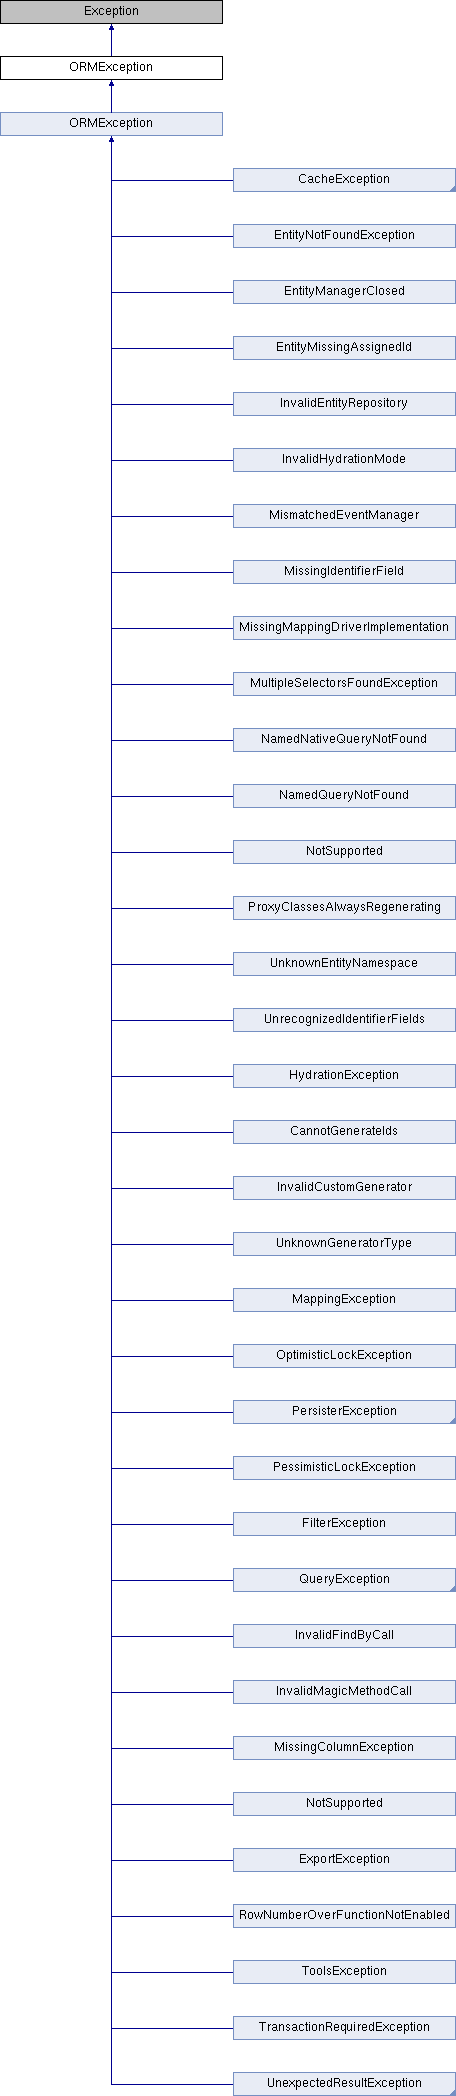 Exception
ORMException
ORMException
CacheException
EntityNotFoundException
EntityManagerClosed
EntityMissingAssignedId
InvalidEntityRepository
InvalidHydrationMode
MismatchedEventManager
MissingIdentifierField
MissingMappingDriverImplementation
MultipleSelectorsFoundException
NamedNativeQueryNotFound
NamedQueryNotFound
NotSupported
ProxyClassesAlwaysRegenerating
UnknownEntityNamespace
UnrecognizedIdentifierFields
HydrationException
CannotGenerateIds
InvalidCustomGenerator
UnknownGeneratorType
MappingException
OptimisticLockException
PersisterException
PessimisticLockException
FilterException
QueryException
InvalidFindByCall
InvalidMagicMethodCall
MissingColumnException
NotSupported
ExportException
RowNumberOverFunctionNotEnabled
ToolsException
TransactionRequiredException
UnexpectedResultException